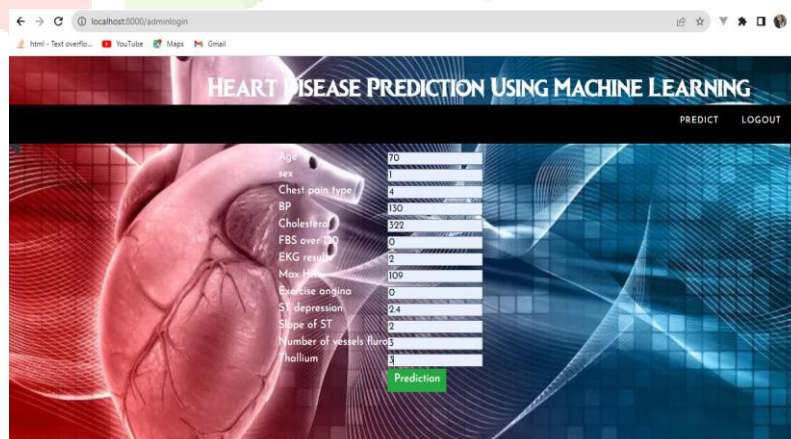 localhost:8000/adminlogin
html - Text overflo... YouTube Maps Gmail
HEART DISEASE PREDICTION USING MACHINE LEARNING
PREDICT LOGOUT
Age 70
sex 1
Chest pain type 4
BP 130
Cholesterol 322
FBS over 120 0
EKG results 2
Max HR 109
Exercise angina 0
ST depression 2.4
Slope of ST 2
Number of vessels fluro 3
Thallium 3
Prediction